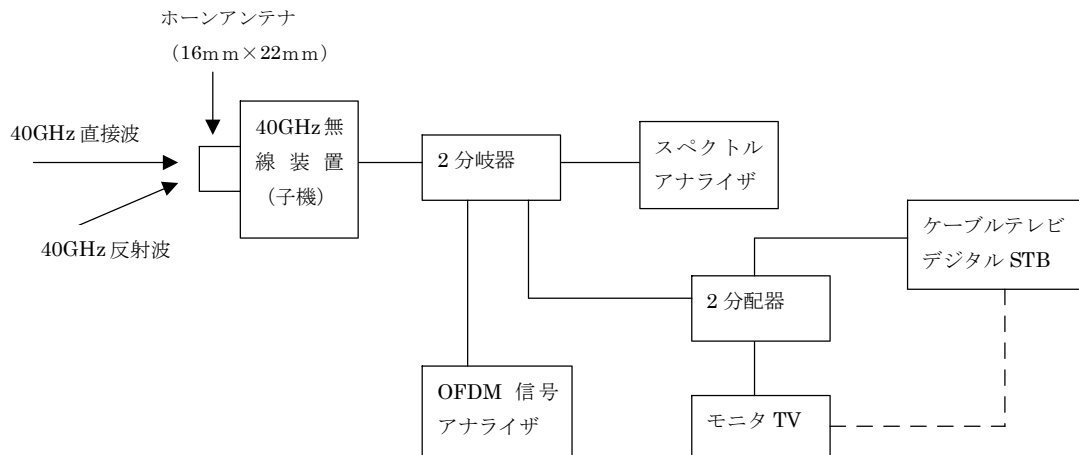 ホーンアンテナ
（16mm×22mm）
40GHz 直接波
40GHz 反射波
40GHz 無
線装置
（子機）
2 分岐器
スペクトル
アナライザ
ケーブルテレビ
デジタル STB
2 分配器
OFDM 信号
アナライザ
モニタ TV